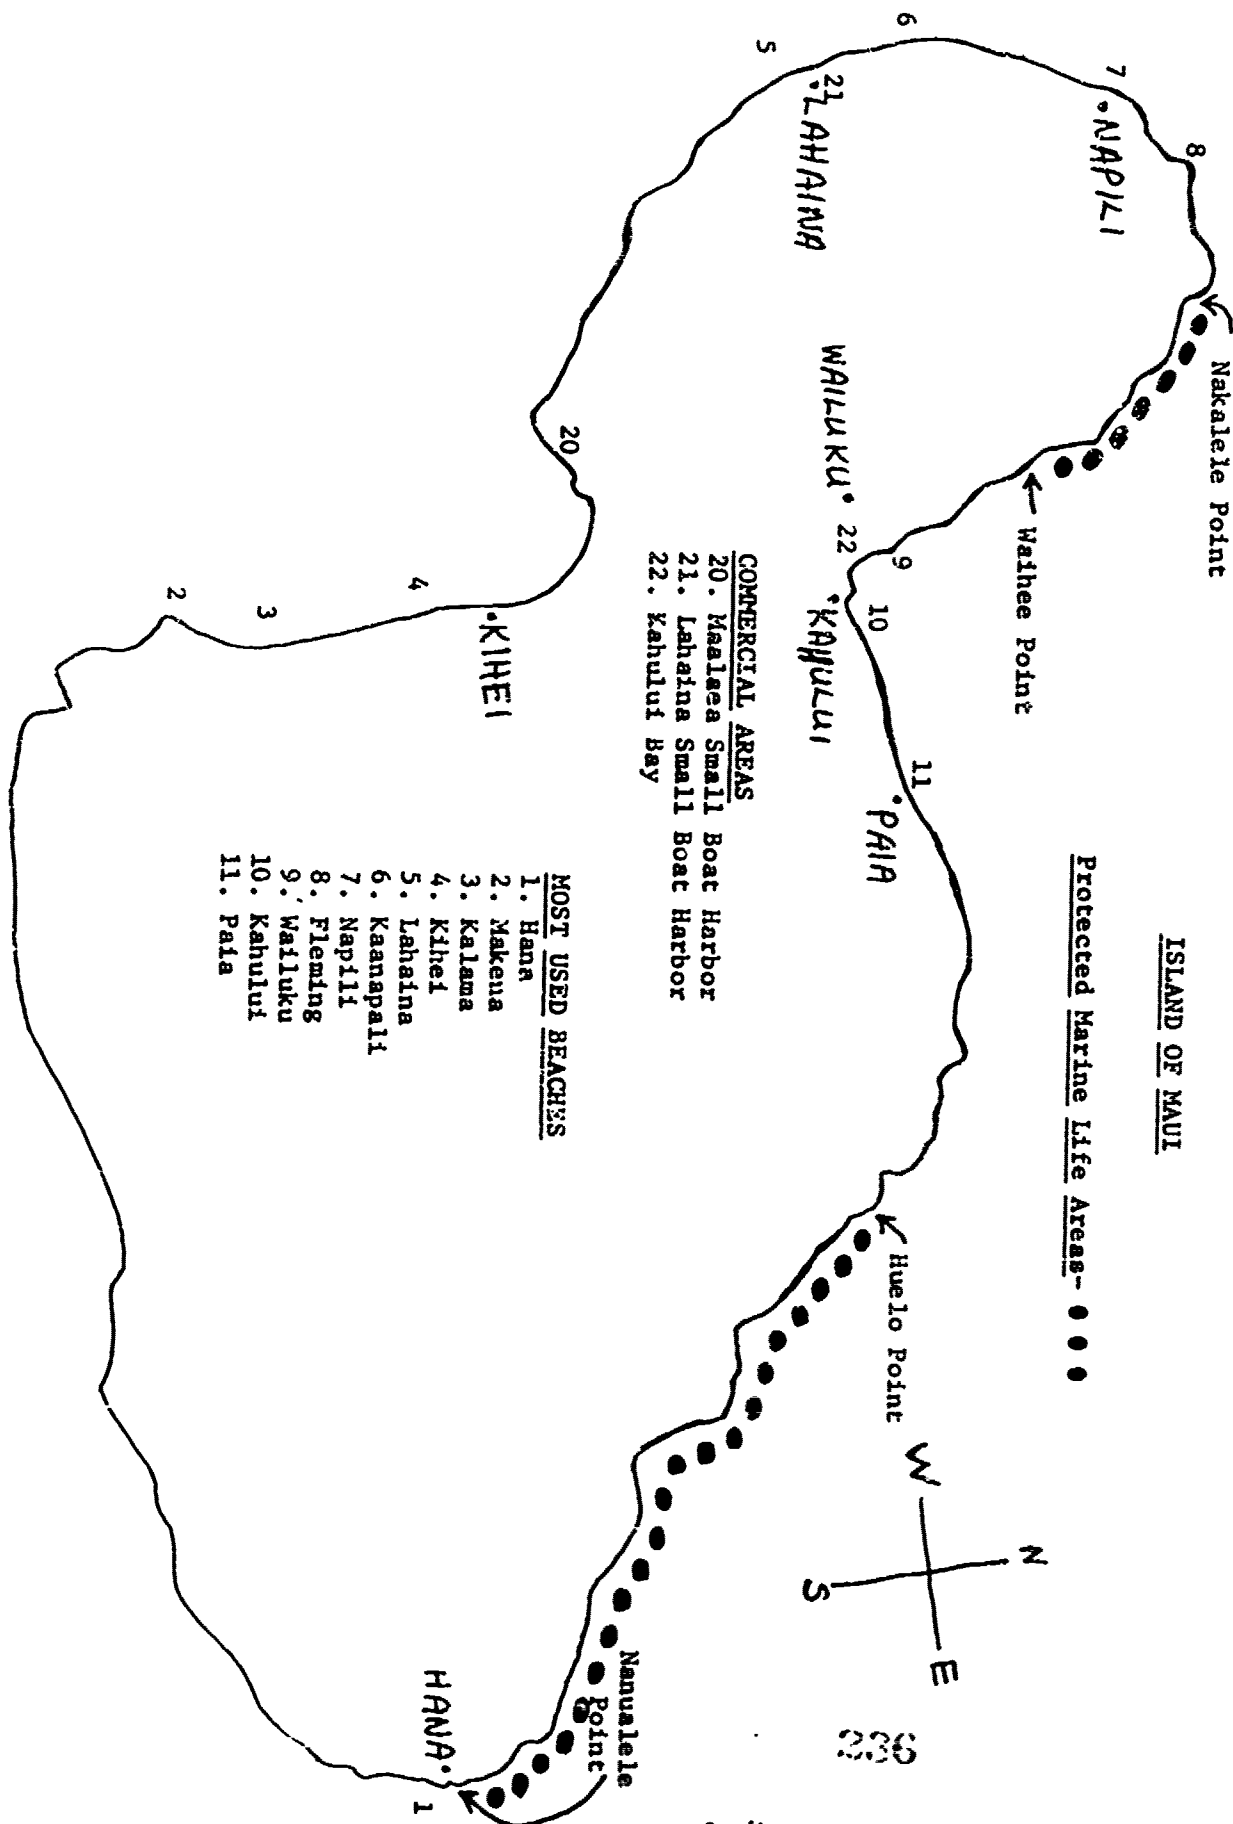 ISLAND OF MAUI
Protected Marine Life Areas-
Nakalele Point
Waihee Point
Huelo Point
Nanualele
Point
N
W
E
S
6
5
7
8
21
.LAHAINA
.NAPILI
WAILUKU.
22
9
10
.KAHULUI
11
.PAIA
20
4
.KIHEI
3
2
HANA.
1
COMMERCIAL AREAS
20. Maalaea Small Boat Harbor
21. Lahaina Small Boat Harbor
22. Kahului Bay
MOST USED BEACHES
1. Hana
2. Makena
3. Kalama
4. Kihei
5. Lahaina
6. Kaanapali
7. Napili
8. Fleming
9. Wailuku
10. Kahului
11. Paia
236